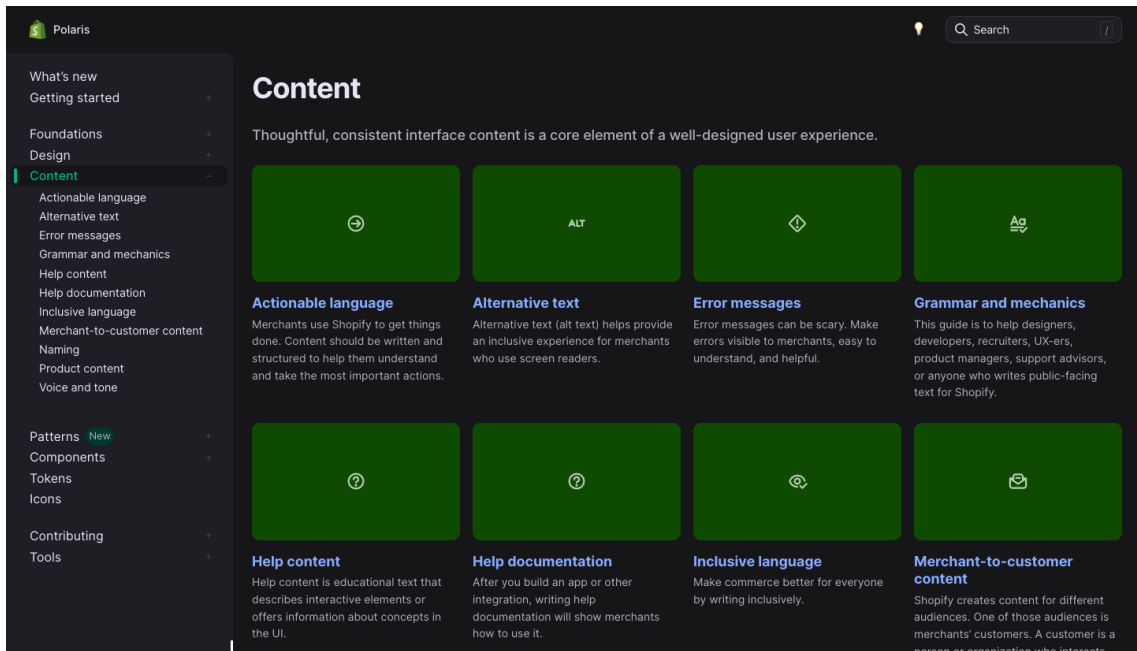 Polaris
Search
/
What's new
Getting started
Foundations
Design
Content
Actionable language
Alternative text
Error messages
Grammar and mechanics
Help content
Help documentation
Inclusive language
Merchant-to-customer content
Naming
Product content
Voice and tone
Patterns New
Components
Tokens
Icons
Contributing
Tools
Content
Thoughtful, consistent interface content is a core element of a well-designed user experience.
Actionable language
Merchants use Shopify to get things
done. Content should be written and
structured to help them understand
and take the most important actions.
ALT
Alternative text
Alternative text (alt text) helps provide
an inclusive experience for merchants
who use screen readers.
Error messages
Error messages can be scary. Make
errors visible to merchants, easy to
understand, and helpful.
Ag
Grammar and mechanics
This guide is to help designers,
developers, recruiters, UX-ers,
product managers, support advisors,
or anyone who writes public-facing
text for Shopify.
Help content
Help content is educational text that
describes interactive elements or
offers information about concepts in
the UI.
Help documentation
After you build an app or other
integration, writing help
documentation will show merchants
how to use it.
Inclusive language
Make commerce better for everyone
by writing inclusively.
Merchant-to-customer
content
Shopify creates content for different
audiences. One of those audiences is
merchants' customers. A customer is a
person or organization who interacts